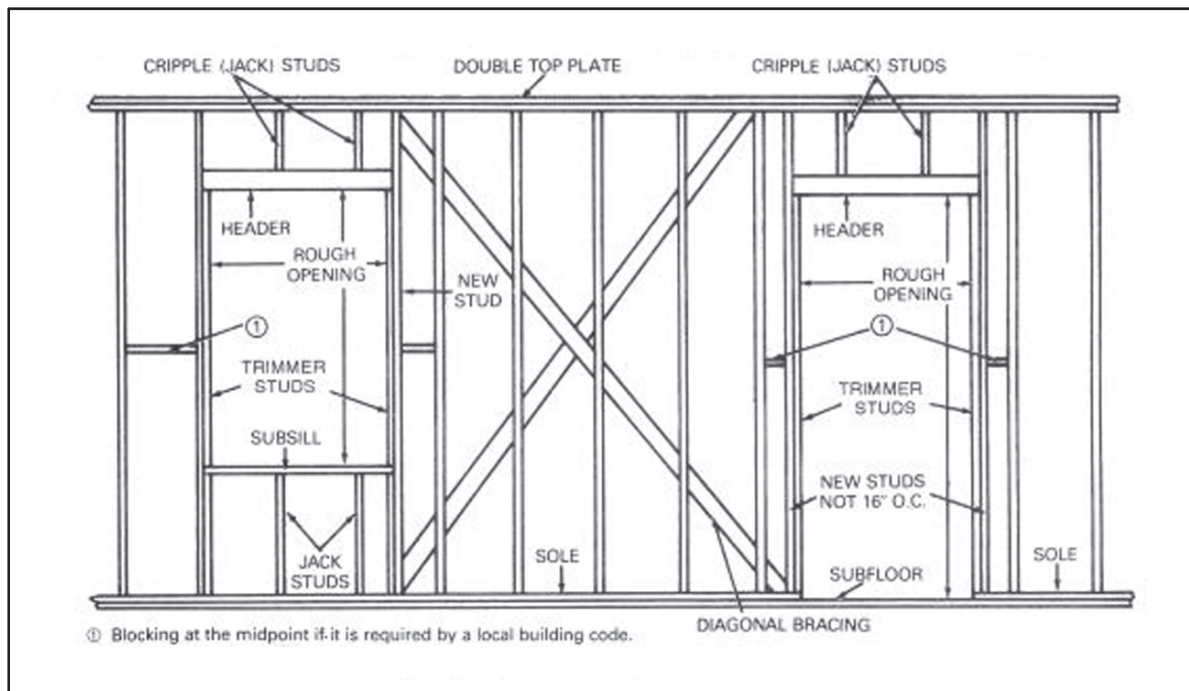 CRIPPLE (JACK) STUDS
DOUBLE TOP PLATE
CRIPPLE (JACK) STUDS
HEADER
ROUGH
OPENING
NEW
STUD
①
TRIMMER
STUDS
SUBSILL
JACK
STUDS
SOLE
HEADER
ROUGH
OPENING
①
TRIMMER
STUDS
NEW STUDS
NOT 16" O.C.
SUBFLOOR
SOLE
DIAGONAL BRACING
① Blocking at the midpoint if it is required by a local building code.